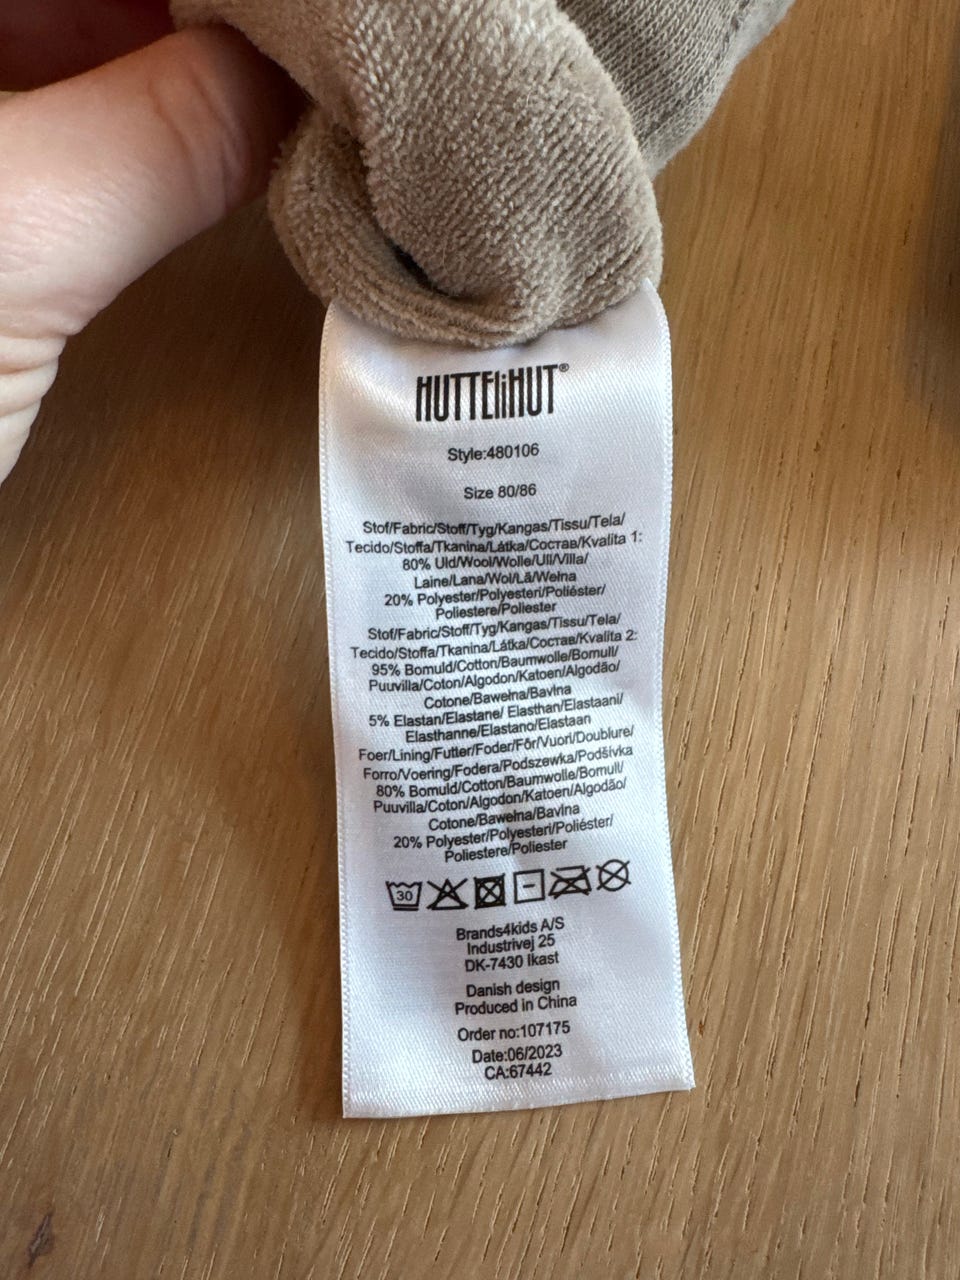 HUTTEliHUT®
Style:480106
Size 80/86
Stof/Fabric/Stoff/Tyg/Kangas/Tissu/Tela/
Tecido/Stoffa/Tkanina/Látka/Состав/Kvalita 1:
80% Uld/Wool/Wolle/Ull/Villa/
Laine/Lana/Wol/Lã/Wełna
20% Polyester/Polyesteri/Poliéster/
Poliestere/Poliester
Stof/Fabric/Stoff/Tyg/Kangas/Tissu/Tela/
Tecido/Stoffa/Tkanina/Látka/Состав/Kvalita 2:
95% Bomuld/Cotton/Baumwolle/Bomull/
Puuvilla/Coton/Algodon/Katoen/Algodão/
Cotone/Bawełna/Bavlna
5% Elastan/Elastane/ Elasthan/Elastaani/
Elasthanne/Elastano/Elastaan
Foer/Lining/Futter/Foder/Fôr/Vuori/Doublure/
Forro/Voering/Fodera/Podszewka/Podšívka
80% Bomuld/Cotton/Baumwolle/Bomull/
Puuvilla/Coton/Algodon/Katoen/Algodão/
Cotone/Bawełna/Bavlna
20% Polyester/Polyesteri/Poliéster/
Poliestere/Poliester
30
Brands4kids A/S
Industrivej 25
DK-7430 Ikast
Danish design
Produced in China
Order no:107175
Date:06/2023
CA:67442